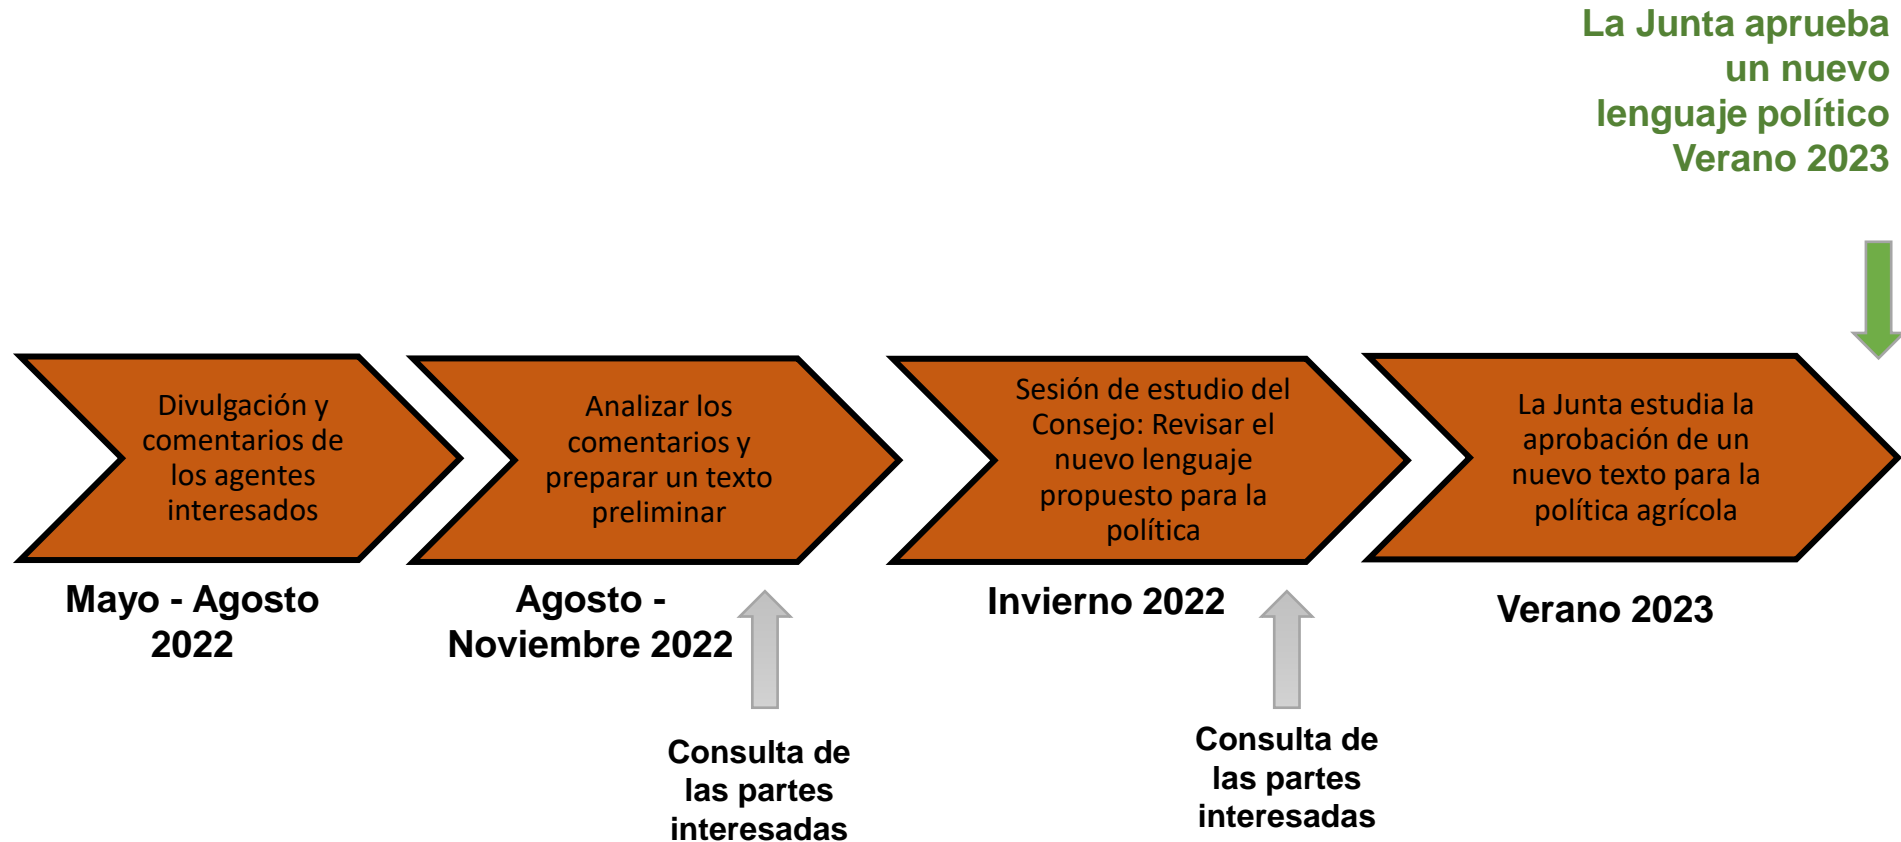 La Junta aprueba
un nuevo
lenguaje político
Verano 2023
Divulgación y
comentarios de
los agentes
interesados
Analizar los
comentarios y
preparar un texto
preliminar
Sesión de estudio del
Consejo: Revisar el
nuevo lenguaje
propuesto para la
política
La Junta estudia la
aprobación de un
nuevo texto para la
política agrícola
Mayo - Agosto
2022
Agosto -
Noviembre 2022
Invierno 2022
Verano 2023
Consulta de
las partes
interesadas
Consulta de
las partes
interesadas